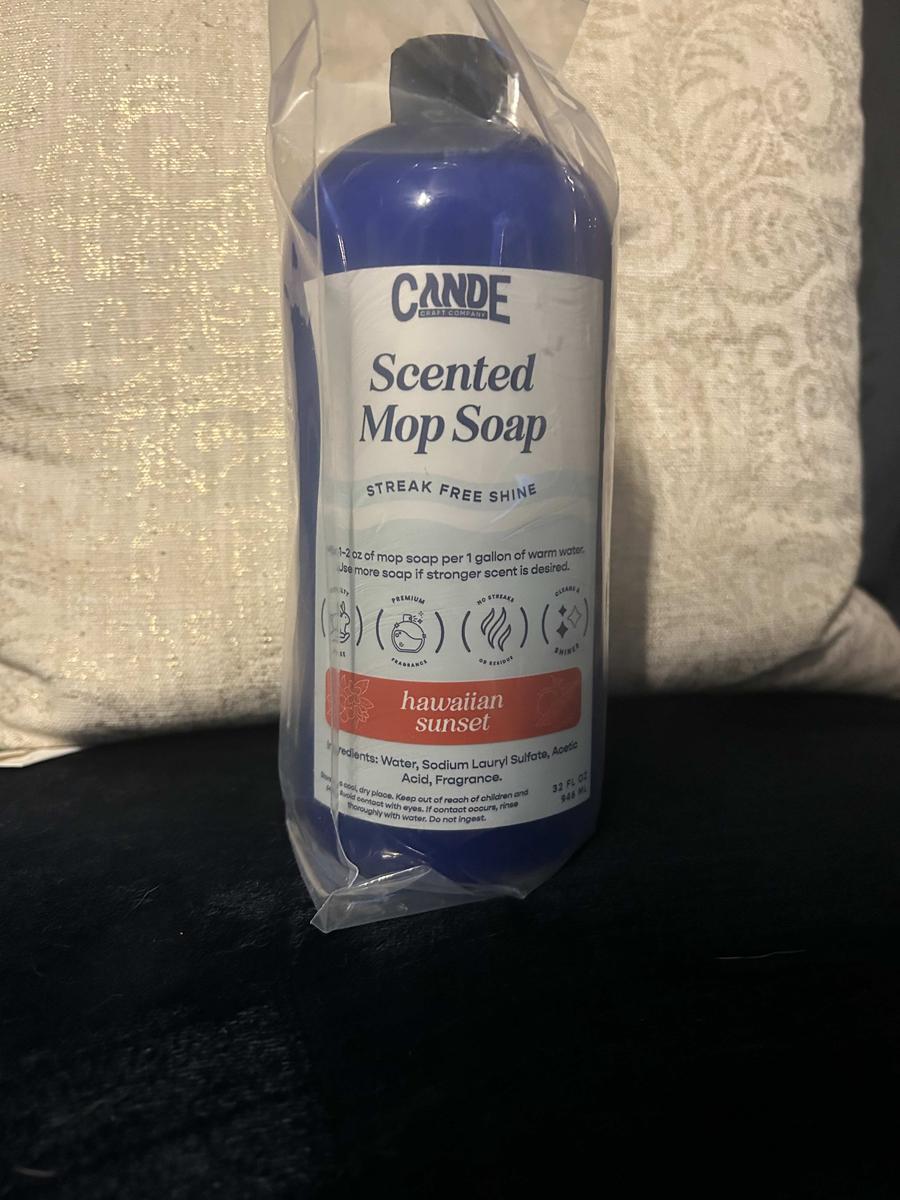 CANDE
CRAFT COMPANY
Scented
Mop Soap
STREAK FREE SHINE
1-2 oz of mop soap per 1 gallon of warm water.
Use more soap if stronger scent is desired.
PREMIUM
FRAGRANCE
NO STREAKS
OR RESIDUE
CLEANS &
SHINES
hawaiian
sunset
Ingredients: Water, Sodium Lauryl Sulfate, Acetic
Acid, Fragrance.
cool, dry place. Keep out of reach of children and
Avoid contact with eyes. If contact occurs, rinse
thoroughly with water. Do not ingest.
32 FL OZ
946 ML